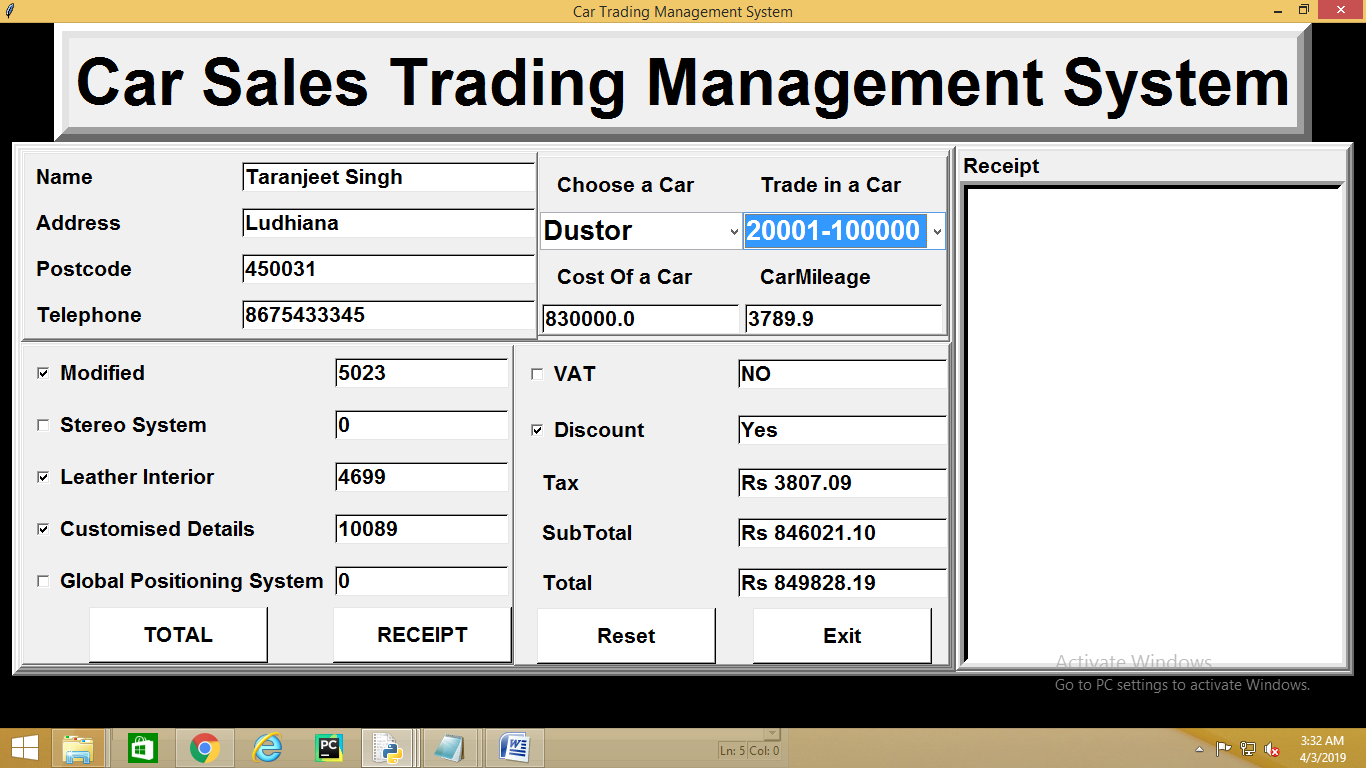 Car Trading Management System
Car Sales Trading Management System
Name Taranjeet Singh
Address Ludhiana
Postcode 450031
Telephone 8675433345
Choose a Car Trade in a Car
Dustor 20001-100000
Cost Of a Car CarMileage
830000.0 3789.9
Receipt
Modified 5023
Stereo System 0
Leather Interior 4699
Customised Details 10089
Global Positioning System 0
TOTAL RECEIPT
VAT NO
Discount Yes
Tax Rs 3807.09
SubTotal Rs 846021.10
Total Rs 849828.19
Reset Exit
Activate Windows
Go to PC settings to activate Windows.
PC W
Ln: 5 Col: 0
3:32 AM
4/3/2019